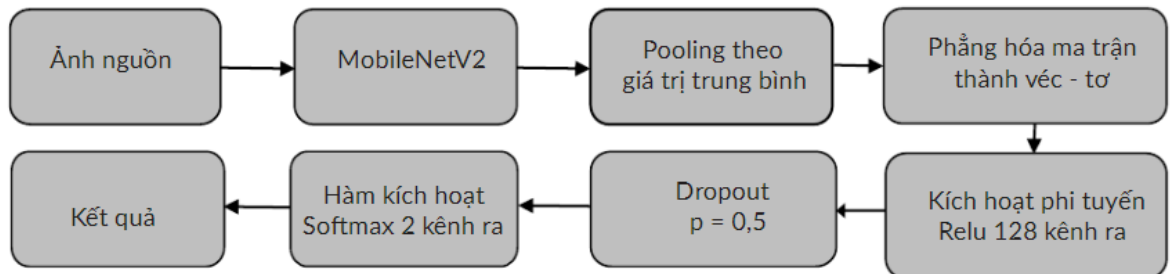 Ảnh nguồn
MobileNetV2
Pooling theo
giá trị trung bình
Phẳng hóa ma trận
thành véc - tơ
Kích hoạt phi tuyến
Relu 128 kênh ra
Dropout
p = 0,5
Hàm kích hoạt
Softmax 2 kênh ra
Kết quả